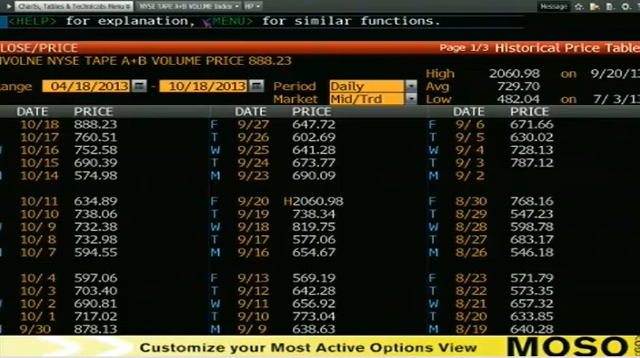 Charts, Tables & Technicals Menu NYSE TAPE A+B VOLUME Index HP Message
<HELP> for explanation, <MENU> for similar functions.
LOSE/PRICE Page 1/3 Historical Price Table
VOLNE NYSE TAPE A+B VOLUME PRICE 888.23
ange 04/18/2013 - 10/18/2013 Period Daily High 2060.98 on 9/20/13
Market Mid/Trd Avg 729.70
Low 482.04 on 7/ 3/13
DATE PRICE DATE PRICE DATE PRICE
10/18 888.23 F 9/27 647.72 F 9/ 6 671.66
10/17 760.51 T 9/26 602.69 T 9/ 5 630.02
10/16 752.58 W 9/25 641.28 W 9/ 4 728.13
10/15 690.39 T 9/24 673.77 T 9/ 3 787.12
10/14 574.98 M 9/23 690.09 M 9/ 2
10/11 634.89 F 9/20 H2060.98 F 8/30 768.16
10/10 738.06 T 9/19 738.34 T 8/29 547.23
10/ 9 732.38 W 9/18 819.75 W 8/28 598.78
10/ 8 732.98 T 9/17 577.06 T 8/27 683.17
10/ 7 594.55 M 9/16 654.67 M 8/26 546.18
10/ 4 597.06 F 9/13 569.19 F 8/23 571.79
10/ 3 703.40 T 9/12 642.28 T 8/22 573.35
10/ 2 690.81 W 9/11 656.92 W 8/21 657.32
10/ 1 717.02 T 9/10 773.04 T 8/20 633.85
9/30 878.13 M 9/ 9 638.63 M 8/19 640.28
Customize your Most Active Options View MOSO